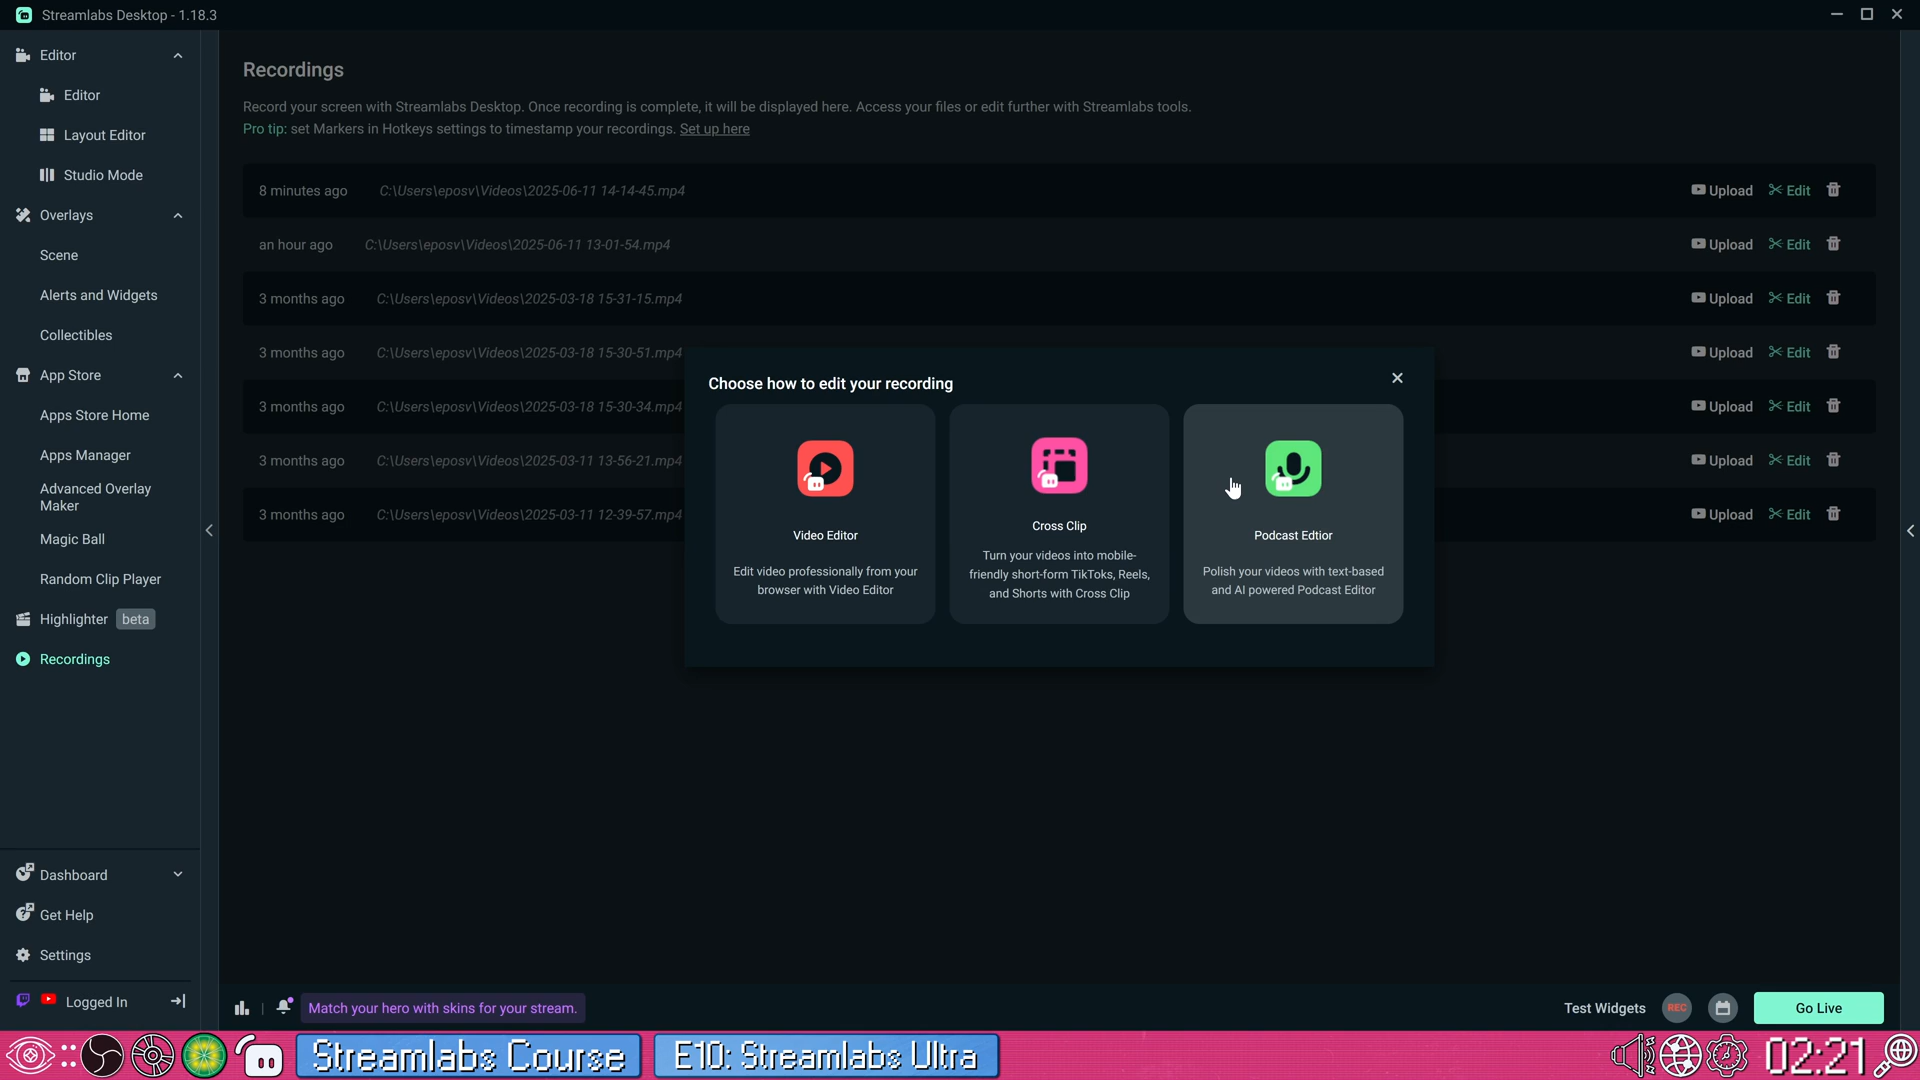 Streamlabs Desktop - 1.18.3
Editor
Editor
Layout Editor
Studio Mode
Overlays
Scene
Alerts and Widgets
Collectibles
App Store
Apps Store Home
Apps Manager
Advanced Overlay
Maker
Magic Ball
Random Clip Player
Highlighter beta
Recordings
Dashboard
Get Help
Settings
Logged In
Recordings
Record your screen with Streamlabs Desktop. Once recording is complete, it will be displayed here. Access your files or edit further with Streamlabs tools.
Pro tip: set Markers in Hotkeys settings to timestamp your recordings. Set up here
8 minutes ago C:\Users\eposv\Videos\2025-06-11 14-14-45.mp4 Upload Edit
an hour ago C:\Users\eposv\Videos\2025-06-11 13-01-54.mp4 Upload Edit
3 months ago C:\Users\eposv\Videos\2025-03-18 15-31-15.mp4 Upload Edit
3 months ago C:\Users\eposv\Videos\2025-03-18 15-30-51.mp4 Upload Edit
3 months ago C:\Users\eposv\Videos\2025-03-18 15-30-34.mp4 Upload Edit
3 months ago C:\Users\eposv\Videos\2025-03-11 13-56-21.mp4 Upload Edit
3 months ago C:\Users\eposv\Videos\2025-03-11 12-39-57.mp4 Upload Edit
Choose how to edit your recording
Video Editor
Edit video professionally from your
browser with Video Editor
Cross Clip
Turn your videos into mobile-
friendly short-form TikToks, Reels,
and Shorts with Cross Clip
Podcast Edtior
Polish your videos with text-based
and AI powered Podcast Editor
Match your hero with skins for your stream.
Test Widgets REC Go Live
Streamlabs Course E10: Streamlabs Ultra 02:21